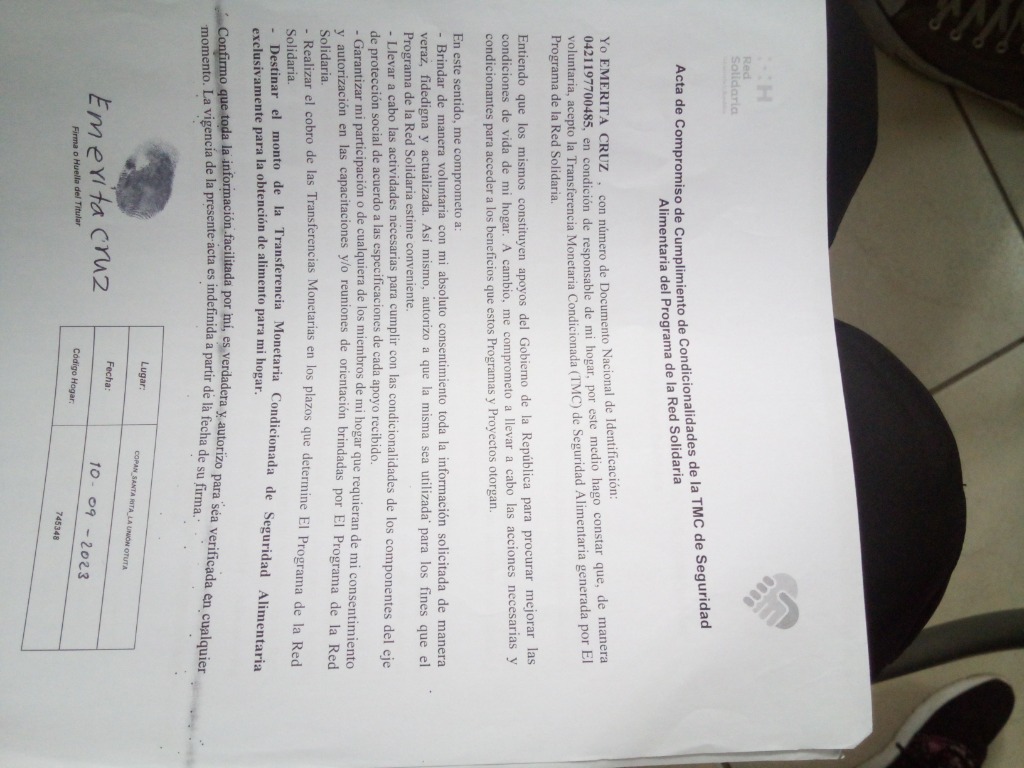 Red
Solidaria
Acta de Compromiso de Cumplimiento de Condicionalidades de la TMC de Seguridad
Alimentaria del Programa de la Red Solidaria
Yo EMERITA CRUZ , con número de Documento Nacional de Identificación:
0421197700485, en condición de responsable de mi hogar, por este medio hago constar que, de manera
voluntaria, acepto la Transferencia Monetaria Condicionada (TMC) de Seguridad Alimentaria generada por El
Programa de la Red Solidaria.
Entiendo que los mismos constituyen apoyos del Gobierno de la República para procurar mejorar las
condiciones de vida de mi hogar. A cambio, me comprometo a llevar a cabo las acciones necesarias y
condicionantes para acceder a los beneficios que estos Programas y Proyectos otorgan.
En este sentido, me comprometo a:
- Brindar de manera voluntaria con mi absoluto consentimiento toda la información solicitada de manera
veraz, fidedigna y actualizada. Así mismo, autorizo a que la misma sea utilizada para los fines que el
Programa de la Red Solidaria estime conveniente.
- Llevar a cabo las actividades necesarias para cumplir con las condicionalidades de los componentes del eje
de protección social de acuerdo a las especificaciones de cada apoyo recibido.
- Garantizar mi participación o de cualquiera de los miembros de mi hogar que requieran de mi consentimiento
y autorización en las capacitaciones y/o reuniones de orientación brindadas por El Programa de la Red
Solidaria.
- Realizar el cobro de las Transferencias Monetarias en los plazos que determine El Programa de la Red
Solidaria.
- Destinar el monto de la Transferencia Monetaria Condicionada de Seguridad Alimentaria
exclusivamente para la obtención de alimento para mi hogar.
Confirmo que toda la información facilitada por mi, es verdadera y autorizo para sea verificada en cualquier
momento. La vigencia de la presente acta es indefinida a partir de la fecha de su firma.
Emerita Cruz
Firma o Huella del Titular
Lugar: COPAN_SANTA RITA_LA UNION OTUTA
Fecha: 10-09-2023
Código Hogar: 745348